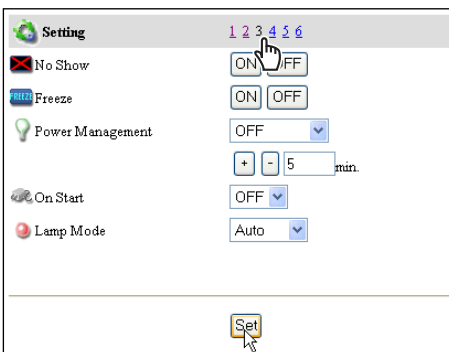 Setting 1 2 3 4 5 6
No Show ON OFF
FREEZE Freeze ON OFF
Power Management OFF
+ - 5 min.
On Start OFF
Lamp Mode Auto
Set